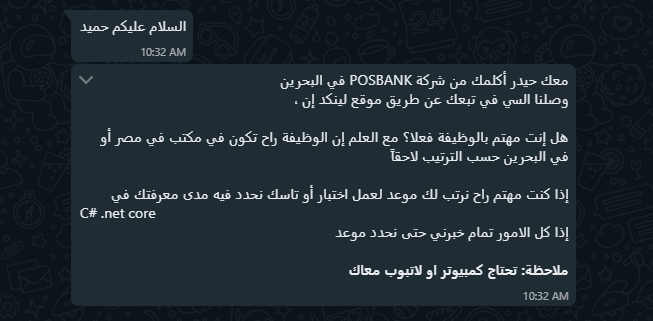 السلام عليكم حميد
10:32 AM
معك حيدر أكلمك من شركة POSBANK في البحرين
وصلنا السي في تبعك عن طريق موقع لينكد إن ،
هل إنت مهتم بالوظيفة فعلا؟ مع العلم إن الوظيفة راح تكون في مكتب في مصر أو
في البحرين حسب الترتيب لاحقاً
إذا كنت مهتم راح نرتب لك موعد لعمل اختبار أو تاسك نحدد فيه مدى معرفتك في
C# .net core
إذا كل الامور تمام خبرني حتى نحدد موعد
ملاحظة: تحتاج كمبيوتر او لابتوب معاك
10:32 AM